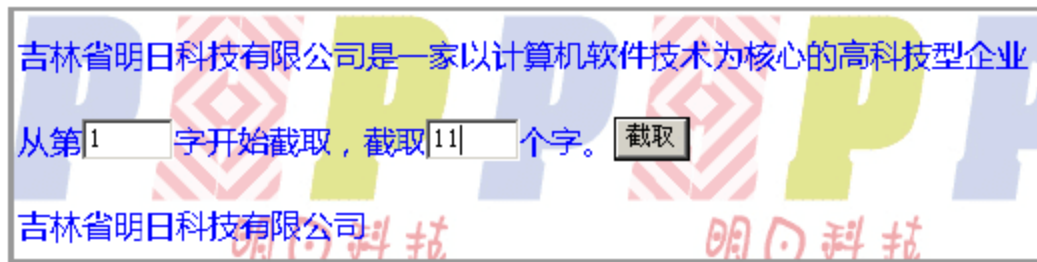 吉林省明日科技有限公司是一家以计算机软件技术为核心的高科技型企业
从第1字开始截取，截取11个字。截取
吉林省明日科技有限公司
明日科技 明日科技